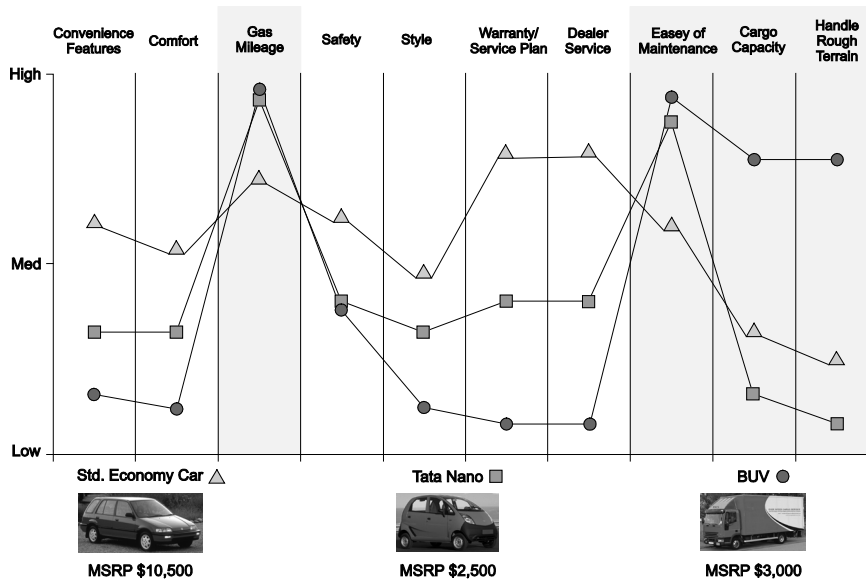 Convenience
Features
Comfort
Gas
Mileage
Safety
Style
Warranty/
Service Plan
Dealer
Service
Easey of
Maintenance
Cargo
Capacity
Handle
Rough
Terrain
High
Med
Low
Std. Economy Car
Tata Nano
BUV
MSRP $10,500
MSRP $2,500
MSRP $3,000